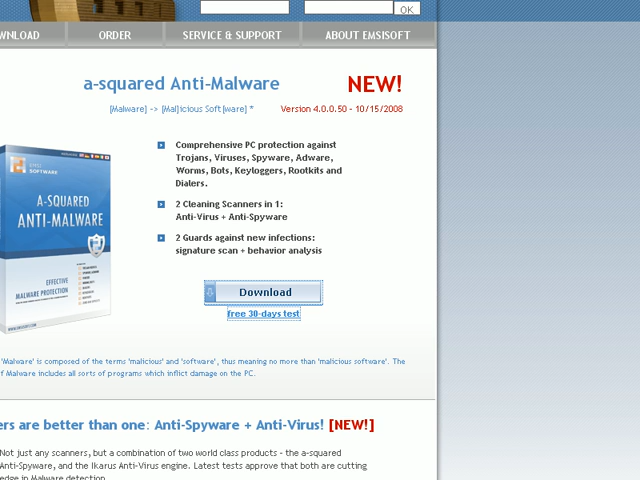 OK
WNLOAD
ORDER
SERVICE & SUPPORT
ABOUT EMSISOFT
a-squared Anti-Malware
NEW!
[Malware] -> [Mal]icious Soft[ware] *
Version 4.0.0.50 - 10/15/2008
Comprehensive PC protection against
Trojans, Viruses, Spyware, Adware,
Worms, Bots, Keyloggers, Rootkits and
Dialers.
2 Cleaning Scanners in 1:
Anti-Virus + Anti-Spyware
2 Guards against new infections:
signature scan + behavior analysis
SOFTWARE
A-SQUARED
ANTI-MALWARE
EFFECTIVE
MALWARE PROTECTION
Download
free 30-days test
'Malware' is composed of the terms 'malicious' and 'software', thus meaning no more than 'malicious software'. The
f Malware includes all sorts of programs which inflict damage on the PC.
ers are better than one: Anti-Spyware + Anti-Virus! [NEW!]
Not just any scanners, but a combination of two world class products - the a-squared
Anti-Spyware, and the Ikarus Anti-Virus engine. Latest tests approve that both are cutting
edge in Malware detection